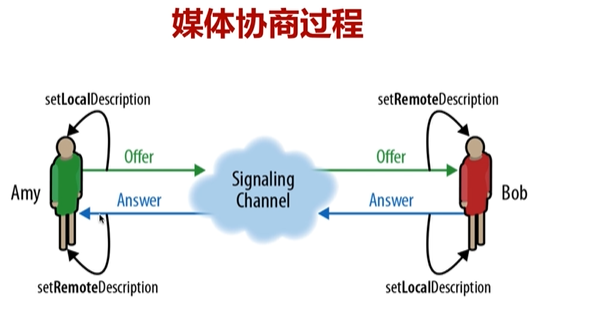 媒体协商过程
setLocalDescription
setRemoteDescription
Offer
Offer
Amy
Signaling
Channel
Bob
Answer
Answer
setRemoteDescription
setLocalDescription